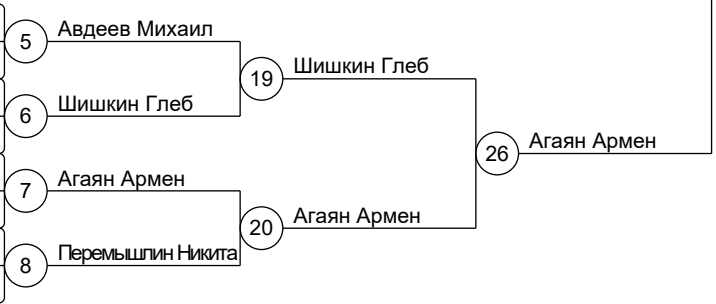 5 Авдеев Михаил
19 Шишкин Глеб
6 Шишкин Глеб
26 Агаян Армен
7 Агаян Армен
20 Агаян Армен
8 Перемышлин Никита